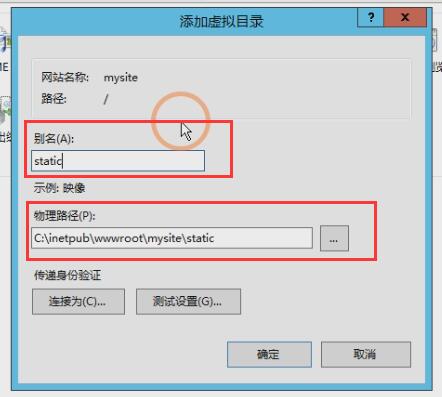 添加虚拟目录
?
x
ME
网站名称: mysite
路径: /
别名(A):
static
示例: 映像
物理路径(P):
C:\inetpub\wwwroot\mysite\static
...
传递身份验证
连接为(C)...
测试设置(G)...
确定
取消